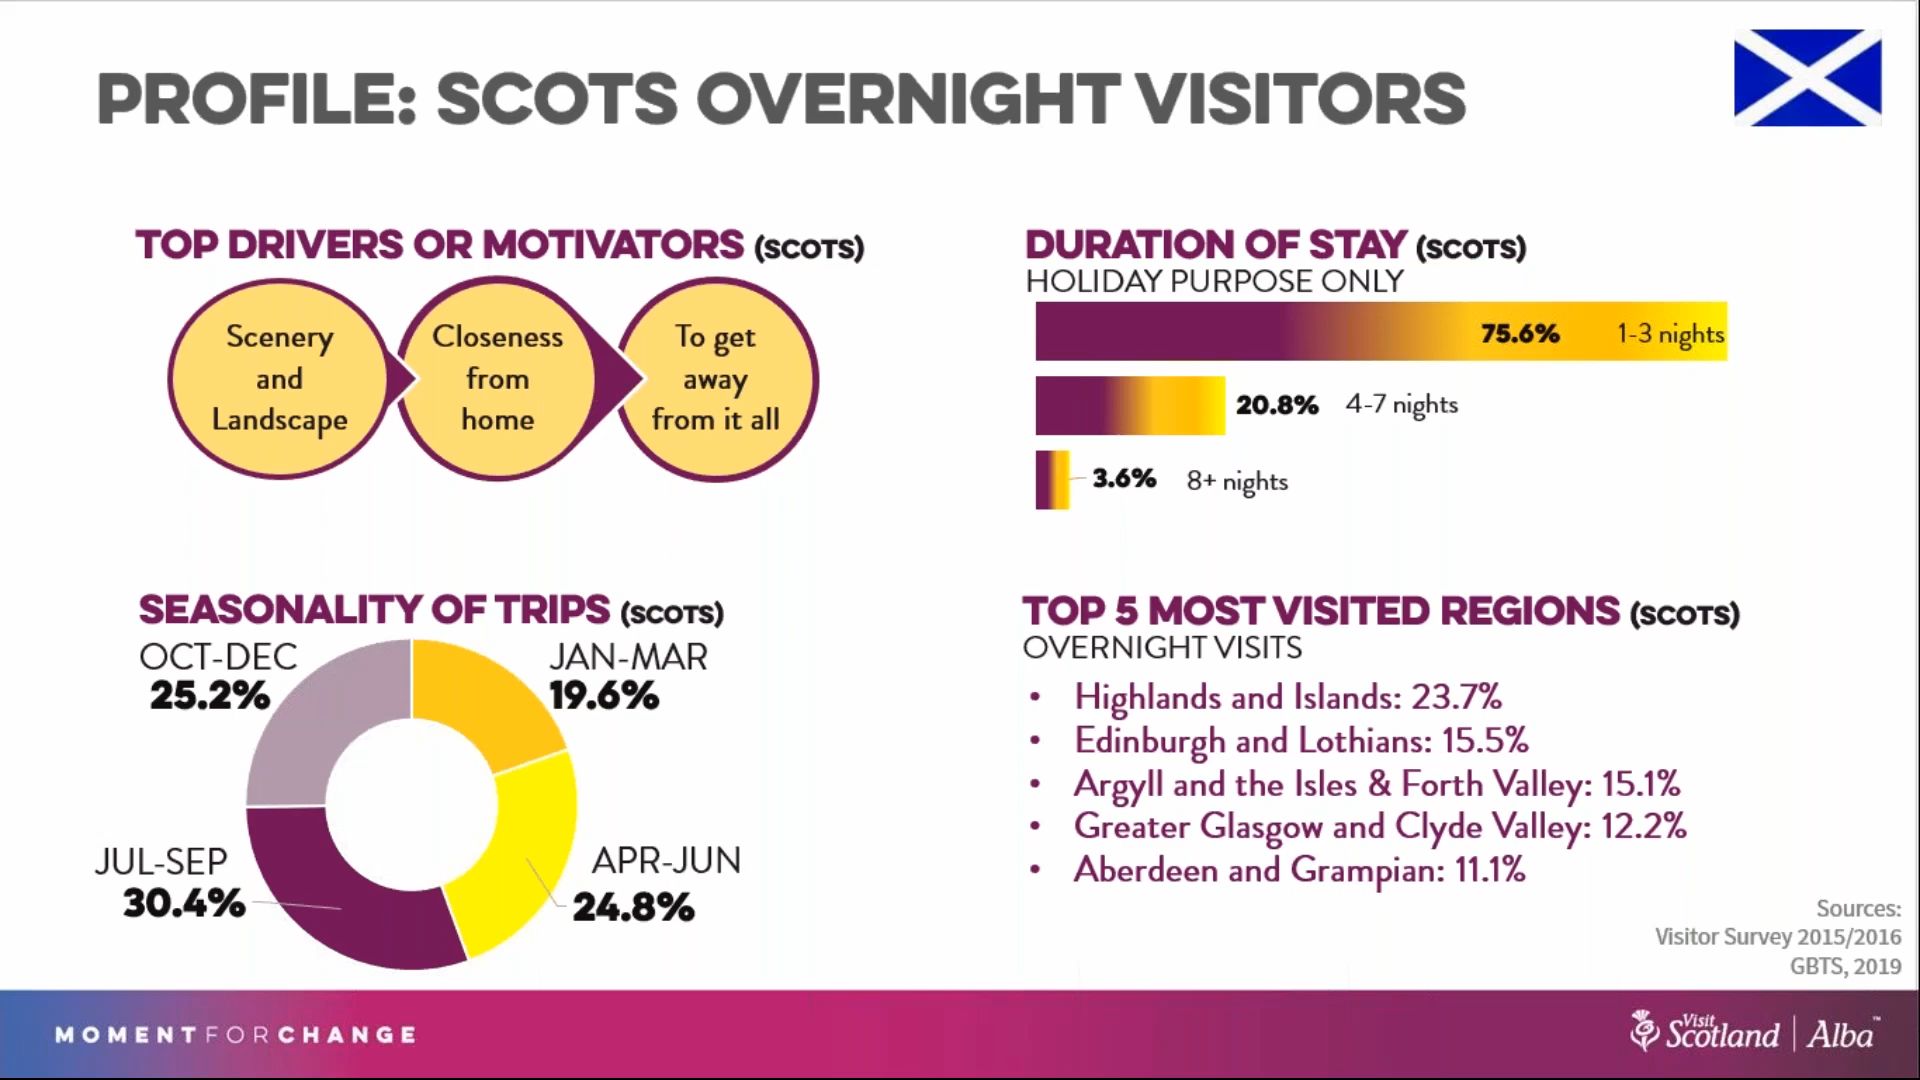 PROFILE: SCOTS OVERNIGHT VISITORS
TOP DRIVERS OR MOTIVATORS (SCOTS)
Scenery
and
Landscape
Closeness
from
home
To get
away
from it all
DURATION OF STAY (SCOTS)
HOLIDAY PURPOSE ONLY
75.6% 1-3 nights
20.8% 4-7 nights
3.6% 8+ nights
SEASONALITY OF TRIPS (SCOTS)
OCT-DEC
25.2%
JAN-MAR
19.6%
JUL-SEP
30.4%
APR-JUN
24.8%
TOP 5 MOST VISITED REGIONS (SCOTS)
OVERNIGHT VISITS
• Highlands and Islands: 23.7%
• Edinburgh and Lothians: 15.5%
• Argyll and the Isles & Forth Valley: 15.1%
• Greater Glasgow and Clyde Valley: 12.2%
• Aberdeen and Grampian: 11.1%
Sources:
Visitor Survey 2015/2016
GBTS, 2019
MOMENTFORCHANGE
Visit
Scotland | Alba™